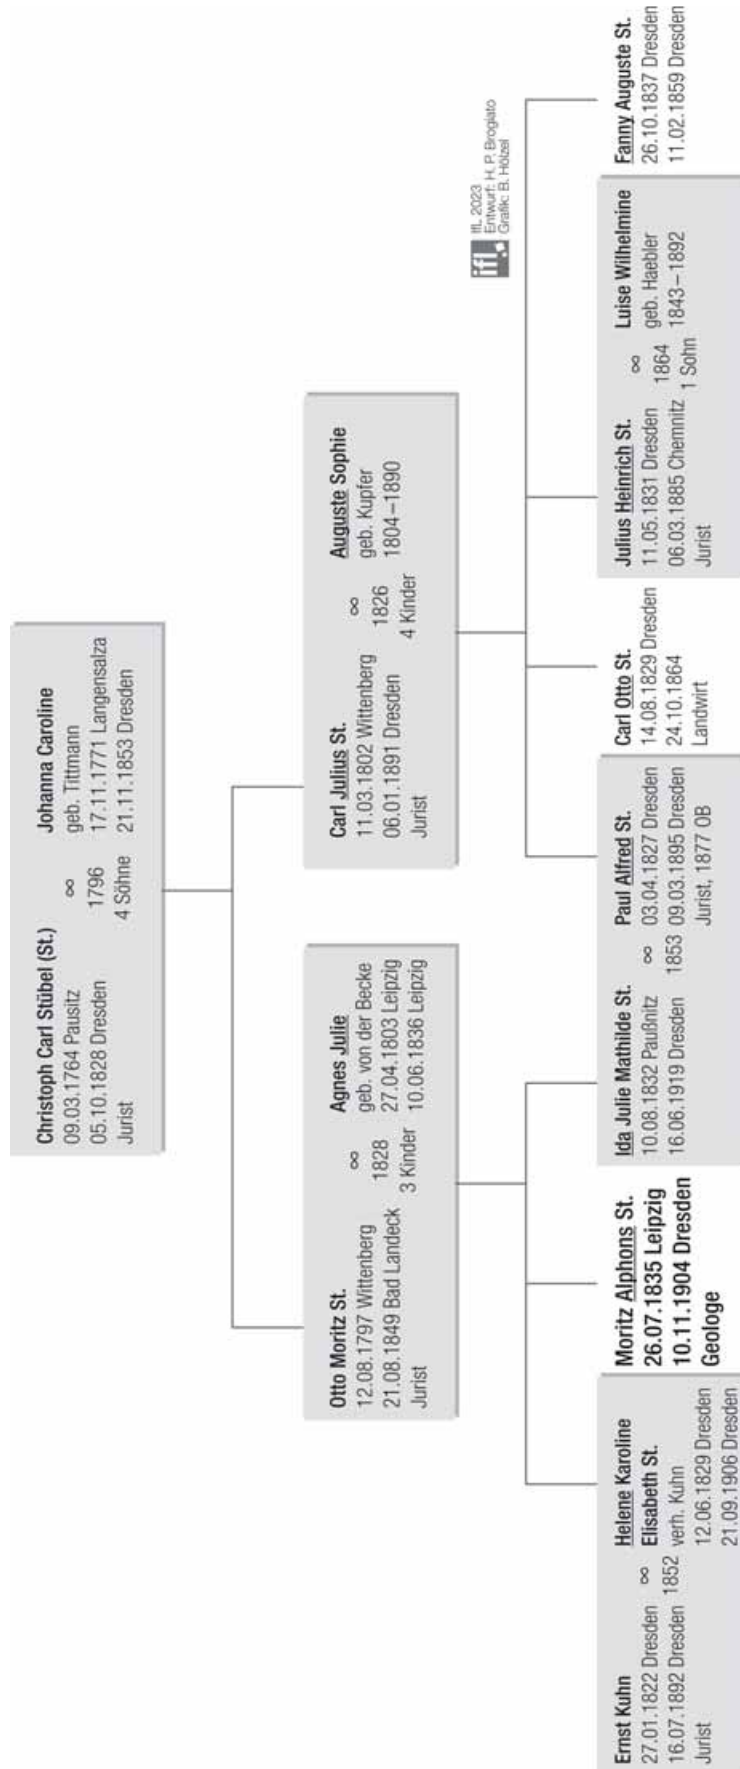 Christoph Carl Stübel (St.)
09.03.1764 Pausitz
05.10.1828 Dresden
Jurist
∞
1796
4 Söhne
Johanna Caroline
geb. Tittmann
17.11.1771 Langensalza
21.11.1853 Dresden
Otto Moritz St.
12.08.1797 Wittenberg
21.08.1849 Bad Landeck
Jurist
∞
1828
3 Kinder
Agnes Julie
geb. von der Becke
27.04.1803 Leipzig
10.06.1836 Leipzig
Carl Julius St.
11.03.1802 Wittenberg
06.01.1891 Dresden
Jurist
∞
1826
4 Kinder
Auguste Sophie
geb. Kupfer
1804–1890
ifl
IfL 2023
Entwurf: H. P. Brogiato
Grafik: B. Hölzel
Ernst Kuhn
27.01.1822 Dresden
16.07.1892 Dresden
Jurist
∞
1852
Helene Karoline
Elisabeth St.
verh. Kuhn
12.06.1829 Dresden
21.09.1906 Dresden
Moritz Alphons St.
26.07.1835 Leipzig
10.11.1904 Dresden
Geologe
Ida Julie Mathilde St.
10.08.1832 Paußnitz
16.06.1919 Dresden
∞
1853
Paul Alfred St.
03.04.1827 Dresden
09.03.1895 Dresden
Jurist, 1877 OB
Carl Otto St.
14.08.1829 Dresden
24.10.1864
Landwirt
Julius Heinrich St.
11.05.1831 Dresden
06.03.1885 Chemnitz
Jurist
∞
1864
1 Sohn
Luise Wilhelmine
geb. Haebler
1843–1892
Fanny Auguste St.
26.10.1837 Dresden
11.02.1859 Dresden